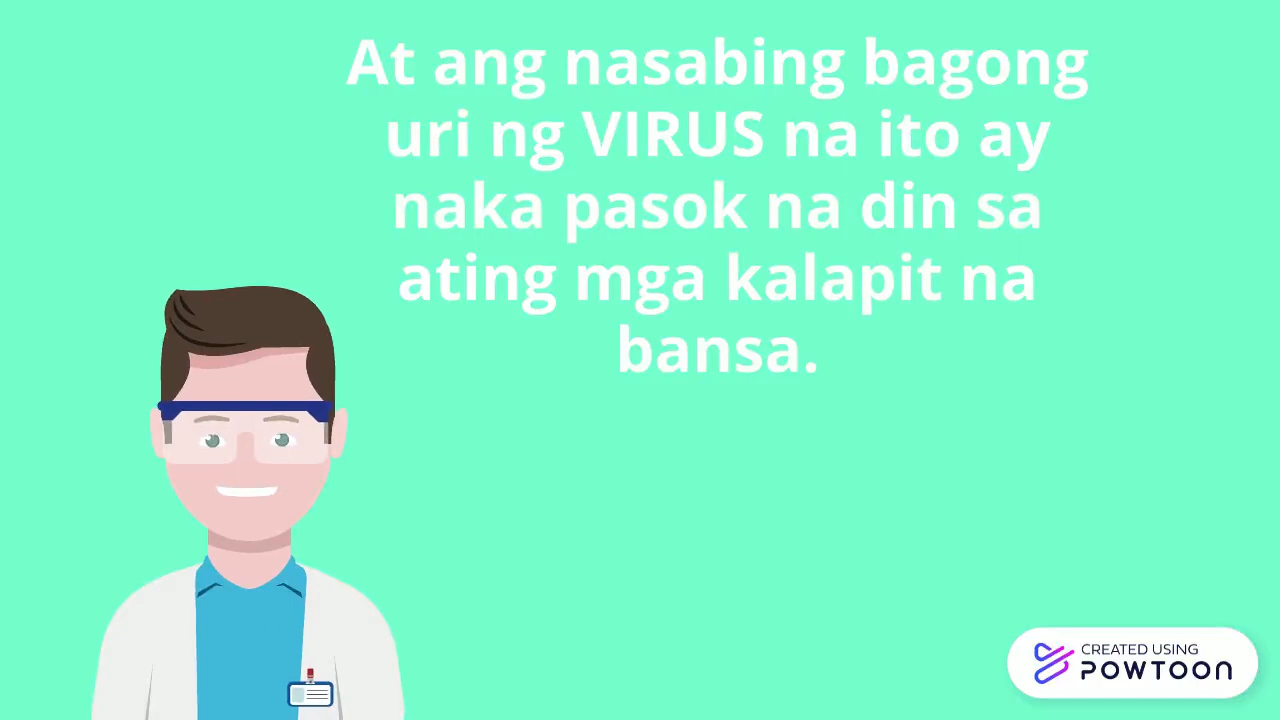 At ang nasabing bagong
uri ng VIRUS na ito ay
naka pasok na din sa
ating mga kalapit na
bansa.
CREATED USING
POWTOON